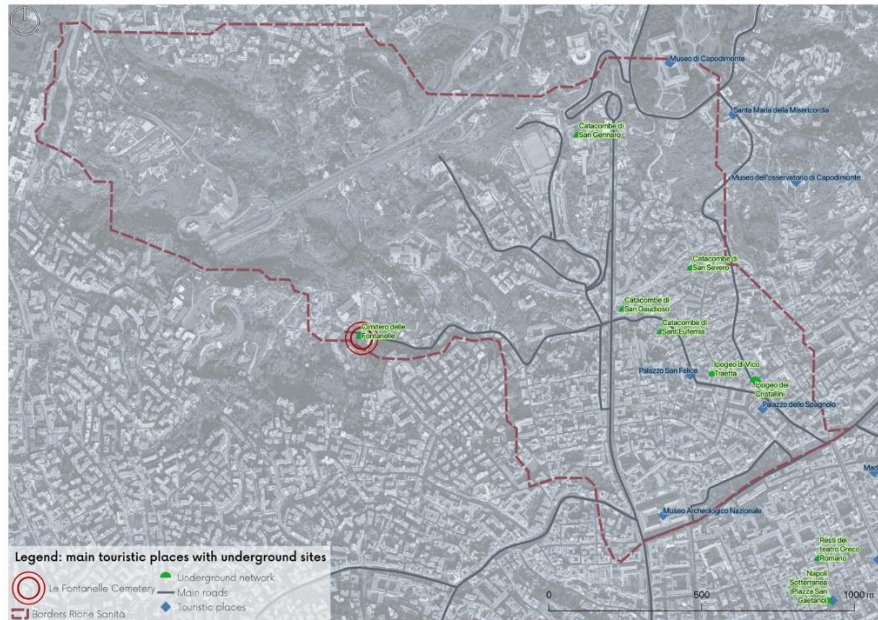 Museo di Capodimonte
Santa Maria della Misericordia
Catacombe di
San Gennaro
Museo dell'osservatorio di Capodimonte
Catacombe di
San Severo
Catacombe di
San Gaudioso
Catacombe di
Sant'Eufemia
Cimitero delle
Fontanelle
Palazzo San Felice
Ipogeo di Vico
Traetta
Ipogeo dei
Cristallini
Palazzo dello Spagnolo
Mad
Museo Archeologico Nazionale
Resti del
teatro Greco
Romano
Napoli
Sotterranea
(Piazza San
Gaetano)
Legend: main touristic places with underground sites
Le Fontanelle Cemetery
Underground network
Main roads
Touristic places
Borders Rione Sanità
0 500 1000 m